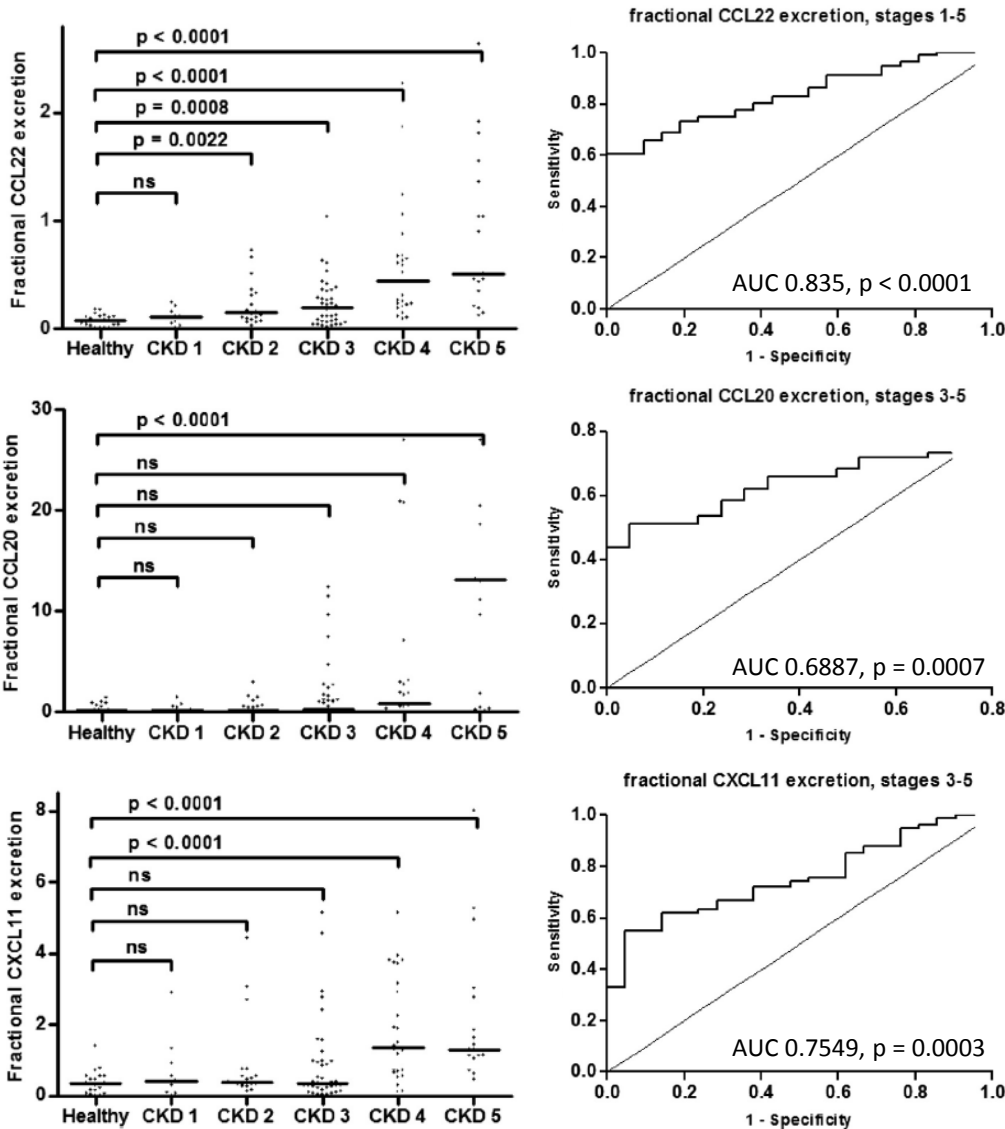 fractional CCL22 excretion, stages 1-5
p < 0.0001
p < 0.0001
p = 0.0008
p = 0.0022
ns
Fractional CCL22 excretion
2
1
0
Healthy CKD 1 CKD 2 CKD 3 CKD 4 CKD 5
Sensitivity
1.0
0.8
0.6
0.4
0.2
0.0
AUC 0.835, p < 0.0001
0.0 0.2 0.4 0.6 0.8 1.0
1 - Specificity
fractional CCL20 excretion, stages 3-5
p < 0.0001
ns
ns
ns
ns
Fractional CCL20 excretion
30
20
10
0
Healthy CKD 1 CKD 2 CKD 3 CKD 4 CKD 5
Sensitivity
0.8
0.6
0.4
0.2
0.0
AUC 0.6887, p = 0.0007
0.0 0.2 0.4 0.6 0.8
1 - Specificity
fractional CXCL11 excretion, stages 3-5
p < 0.0001
p < 0.0001
ns
ns
ns
Fractional CXCL11 excretion
8
6
4
2
0
Healthy CKD 1 CKD 2 CKD 3 CKD 4 CKD 5
Sensitivity
1.0
0.8
0.6
0.4
0.2
0.0
AUC 0.7549, p = 0.0003
0.0 0.2 0.4 0.6 0.8 1.0
1 - Specificity